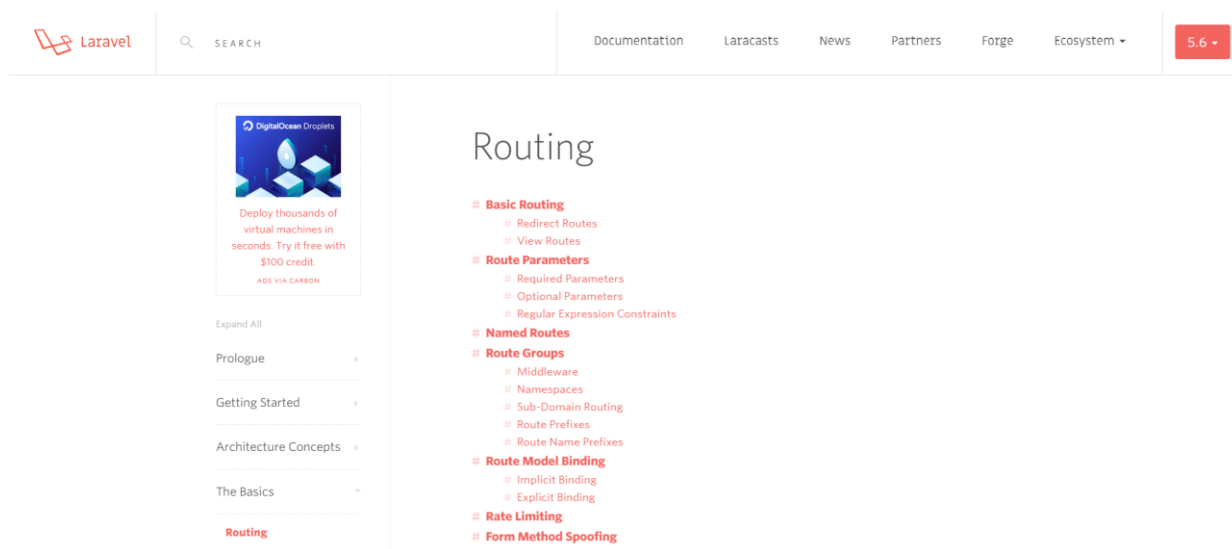 Laravel
SEARCH
Documentation
Laracasts
News
Partners
Forge
Ecosystem
5.6
DigitalOcean Droplets
Deploy thousands of
virtual machines in
seconds. Try it free with
$100 credit.
ADS VIA CARBON
Expand All
Prologue
Getting Started
Architecture Concepts
The Basics
Routing
Routing
# Basic Routing
# Redirect Routes
# View Routes
# Route Parameters
# Required Parameters
# Optional Parameters
# Regular Expression Constraints
# Named Routes
# Route Groups
# Middleware
# Namespaces
# Sub-Domain Routing
# Route Prefixes
# Route Name Prefixes
# Route Model Binding
# Implicit Binding
# Explicit Binding
# Rate Limiting
# Form Method Spoofing